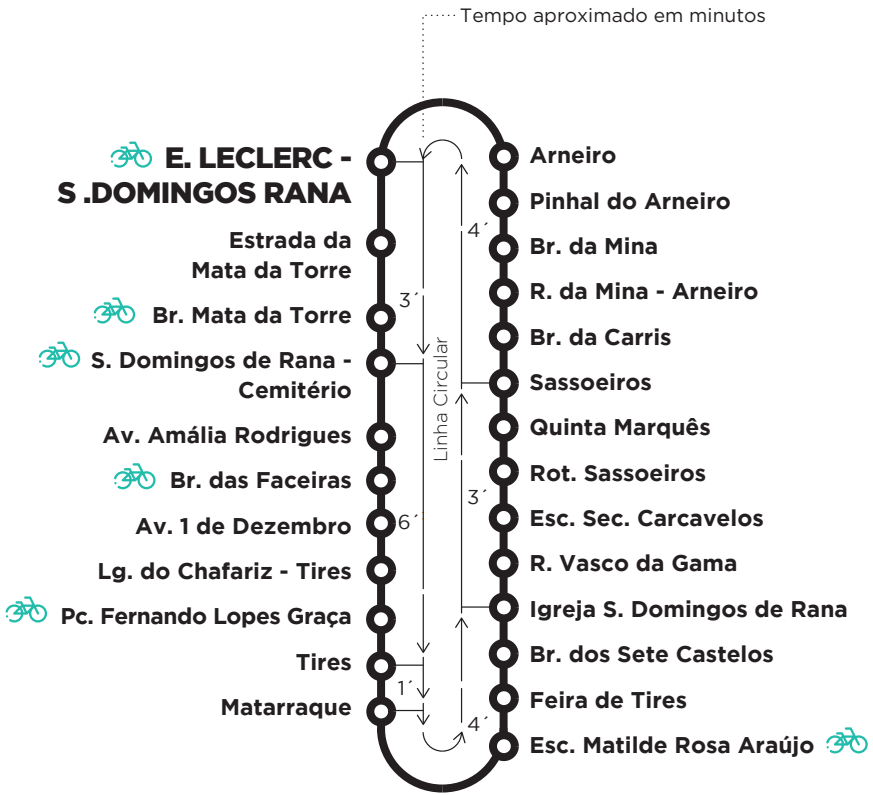 Tempo aproximado em minutos
E. LECLERC -
S .DOMINGOS RANA
Estrada da
Mata da Torre
Br. Mata da Torre
S. Domingos de Rana -
Cemitério
Av. Amália Rodrigues
Br. das Faceiras
Av. 1 de Dezembro
Lg. do Chafariz - Tires
Pc. Fernando Lopes Graça
Tires
Matarraque
3´
6´
1´
Linha Circular
4´
3´
4´
Arneiro
Pinhal do Arneiro
Br. da Mina
R. da Mina - Arneiro
Br. da Carris
Sassoeiros
Quinta Marquês
Rot. Sassoeiros
Esc. Sec. Carcavelos
R. Vasco da Gama
Igreja S. Domingos de Rana
Br. dos Sete Castelos
Feira de Tires
Esc. Matilde Rosa Araújo